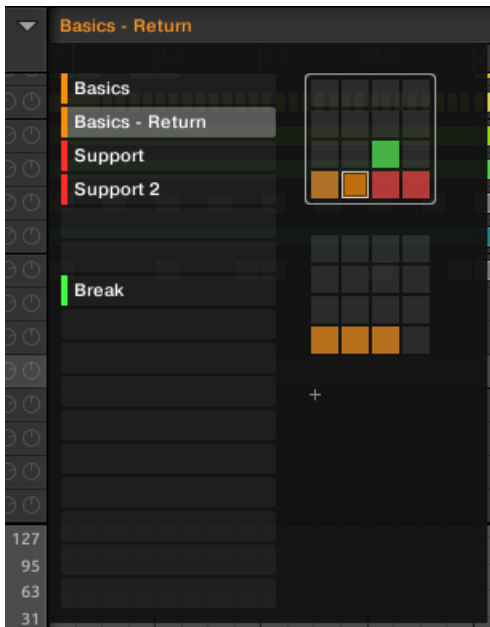 Basics - Return
Basics
Basics - Return
Support
Support 2
Break
+
127
95
63
31